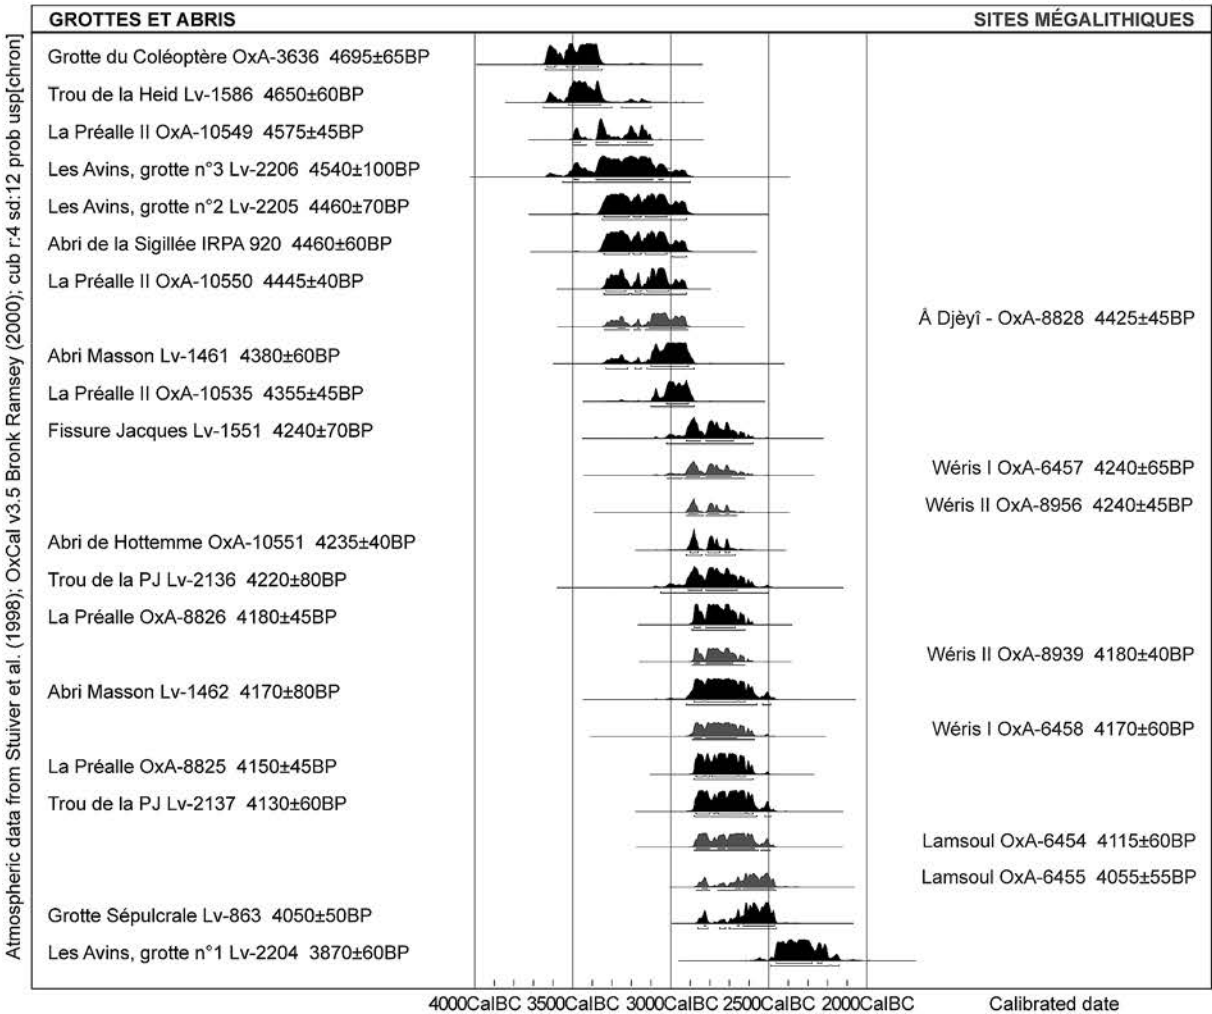 Atmospheric data from Stuiver et al. (1998); OxCal v3.5 Bronk Ramsey (2000); cub r:4 sd:12 prob usp[chron]
GROTTES ET ABRIS SITES MÉGALITHIQUES
Grotte du Coléoptère OxA-3636 4695±65BP
Trou de la Heid Lv-1586 4650±60BP
La Préalle II OxA-10549 4575±45BP
Les Avins, grotte n°3 Lv-2206 4540±100BP
Les Avins, grotte n°2 Lv-2205 4460±70BP
Abri de la Sigillée IRPA 920 4460±60BP
La Préalle II OxA-10550 4445±40BP
Â Djèyî - OxA-8828 4425±45BP
Abri Masson Lv-1461 4380±60BP
La Préalle II OxA-10535 4355±45BP
Fissure Jacques Lv-1551 4240±70BP
Wéris I OxA-6457 4240±65BP
Wéris II OxA-8956 4240±45BP
Abri de Hottemme OxA-10551 4235±40BP
Trou de la PJ Lv-2136 4220±80BP
La Préalle OxA-8826 4180±45BP
Wéris II OxA-8939 4180±40BP
Abri Masson Lv-1462 4170±80BP
Wéris I OxA-6458 4170±60BP
La Préalle OxA-8825 4150±45BP
Trou de la PJ Lv-2137 4130±60BP
Lamsoul OxA-6454 4115±60BP
Lamsoul OxA-6455 4055±55BP
Grotte Sépulcrale Lv-863 4050±50BP
Les Avins, grotte n°1 Lv-2204 3870±60BP
4000CalBC 3500CalBC 3000CalBC 2500CalBC 2000CalBC Calibrated date